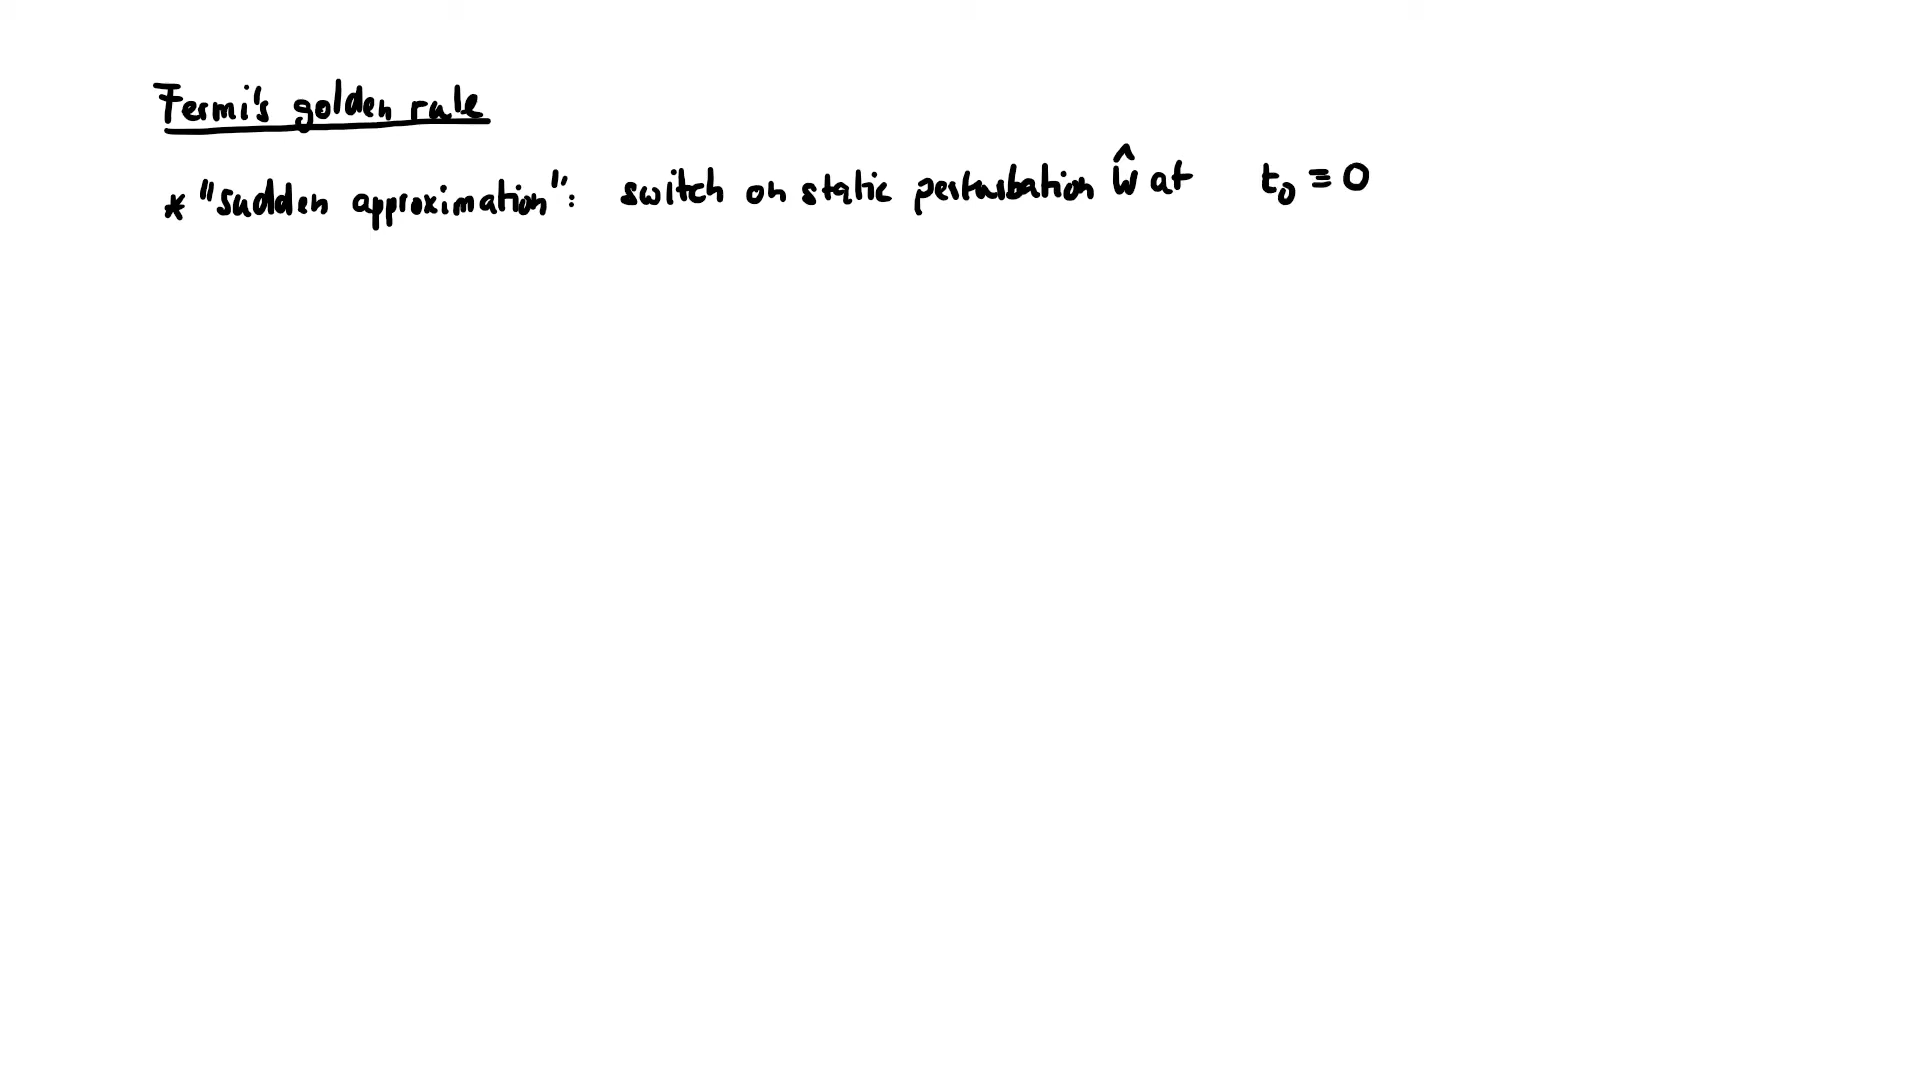 Fermi's golden rule
* "sudden approximation": switch on static perturbation ŵ at t₀ ≡ 0